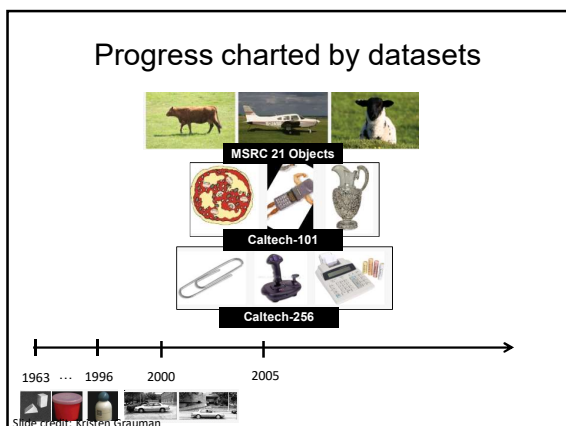 Progress charted by datasets
MSRC 21 Objects
Caltech-101
Caltech-256
1963 ... 1996 2000 2005
Slide credit: Kristen Grauman